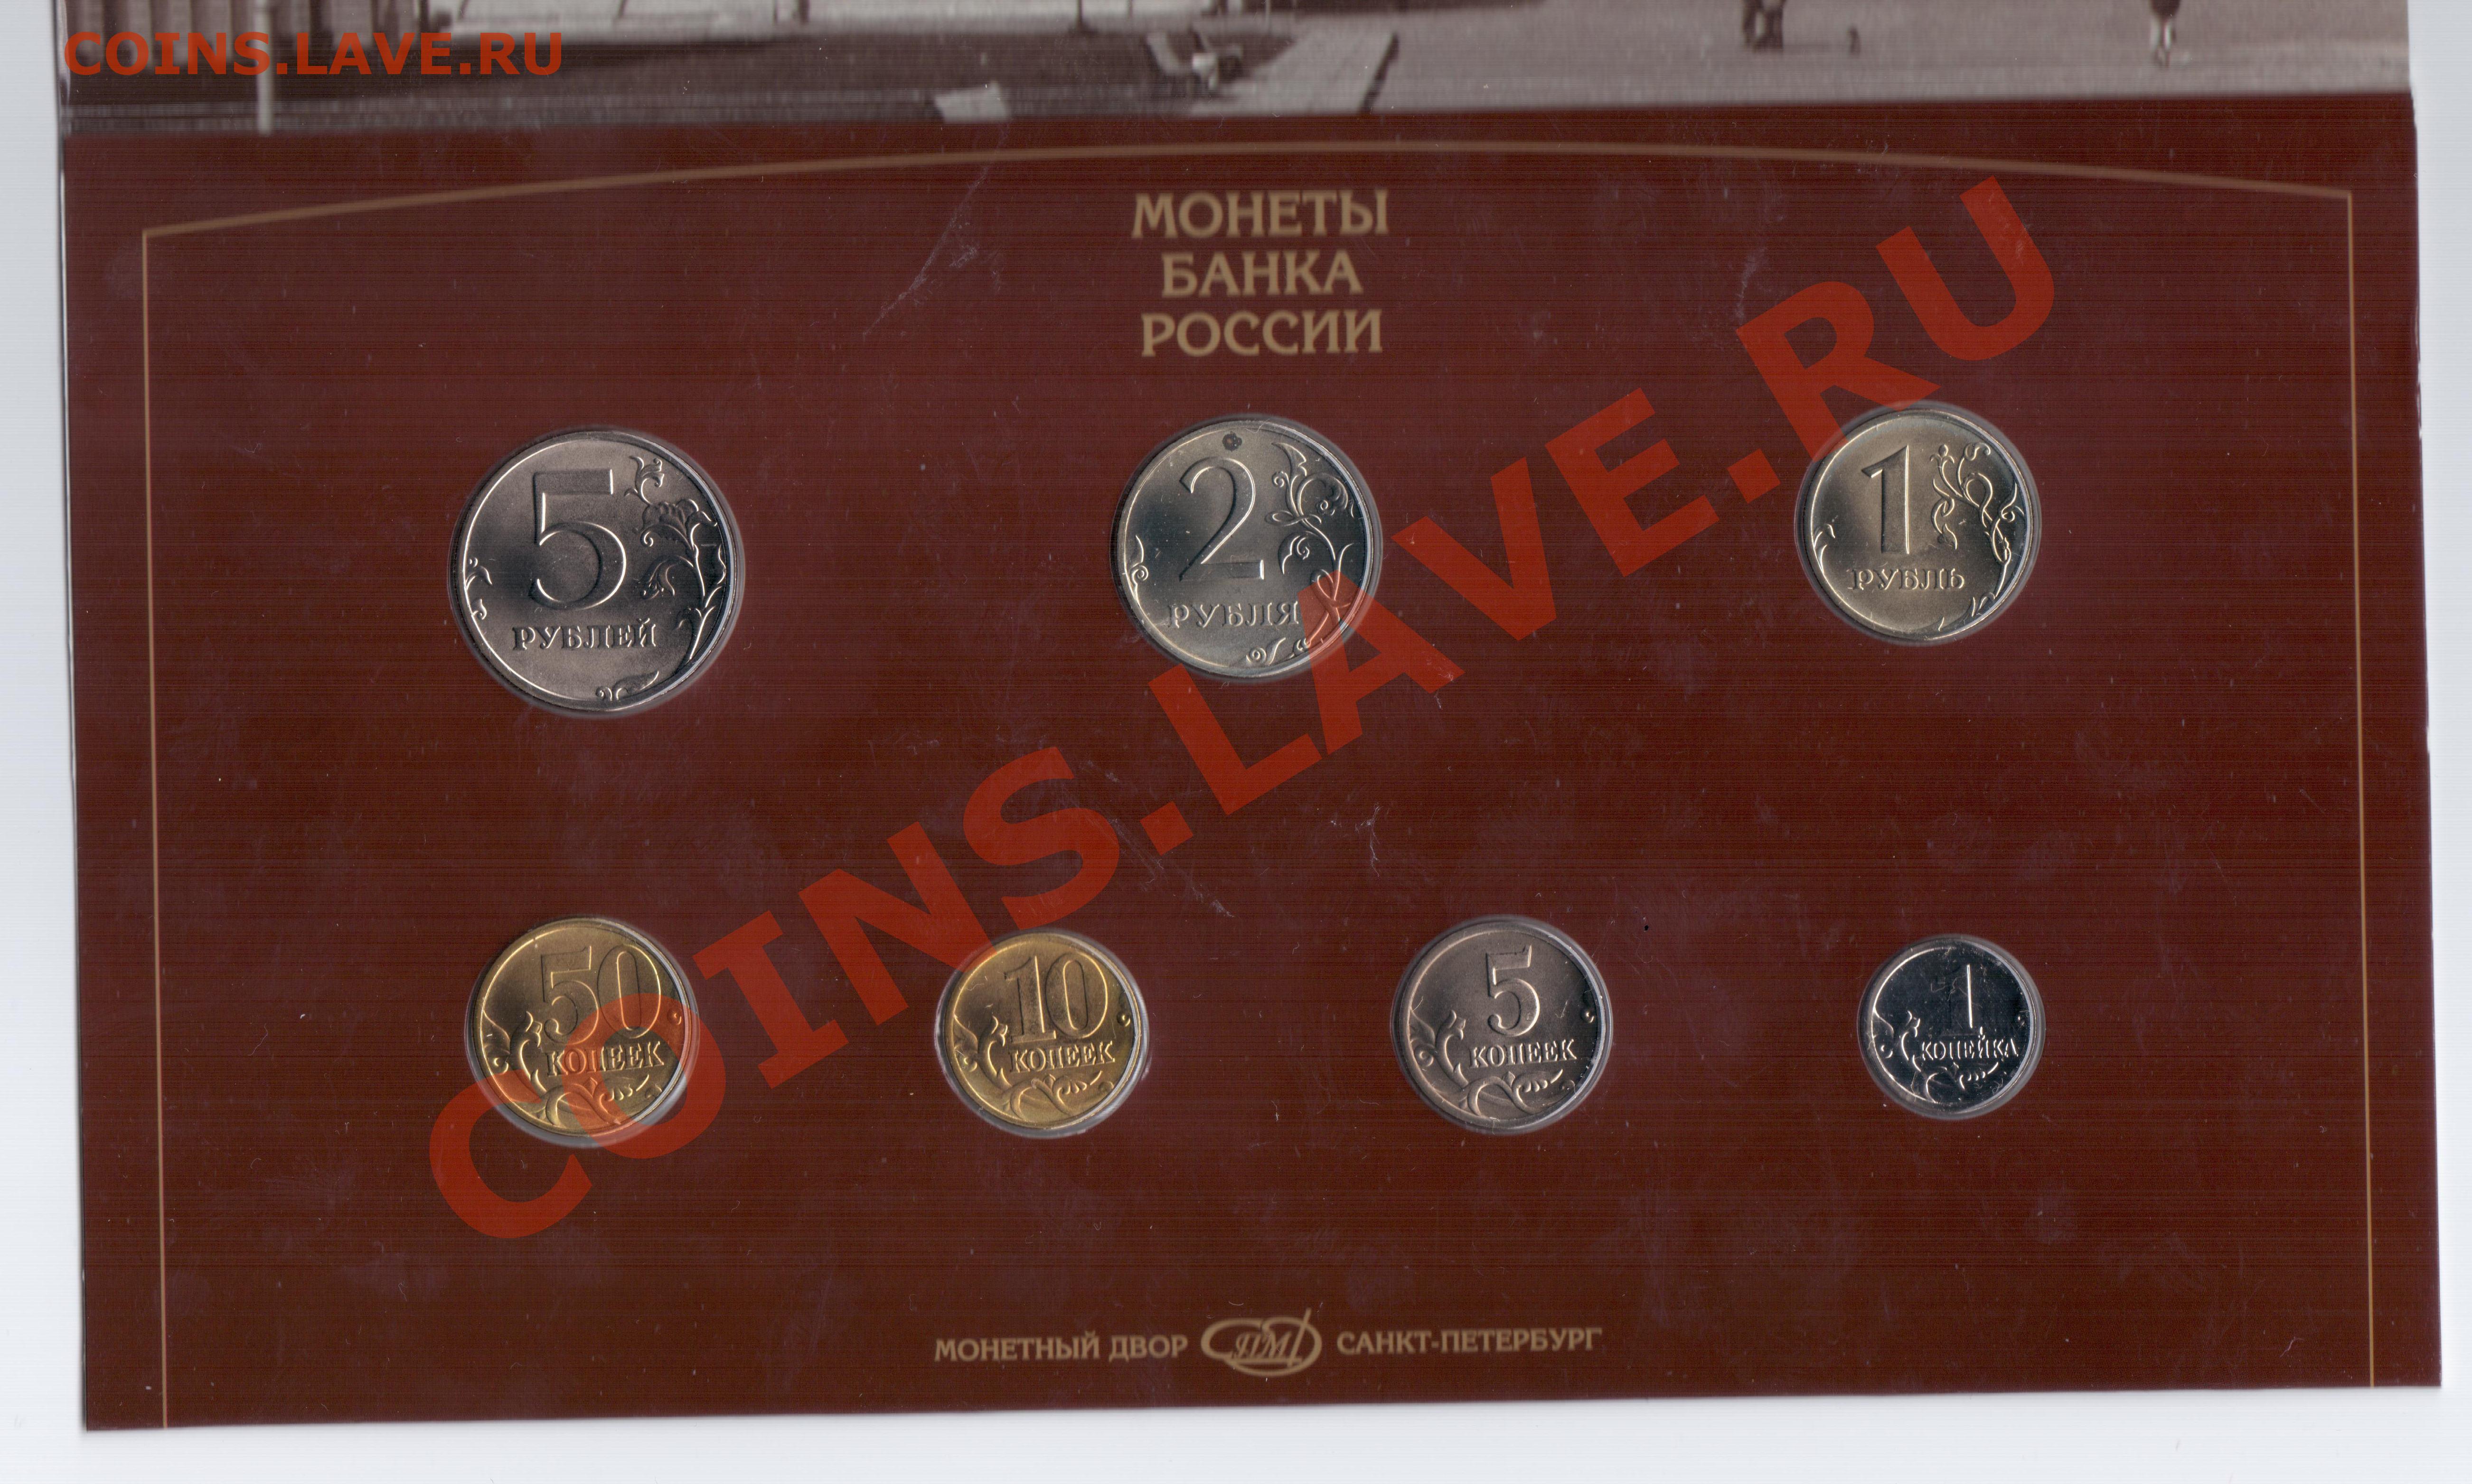 COINS.LAVE.RU
МОНЕТЫ
БАНКА
РОССИИ
5
РУБЛЕЙ
2
РУБЛЯ
1
РУБЛЬ
COINS.LAVE.RU
50
КОПЕЕК
10
КОПЕЕК
5
КОПЕЕК
1
КОПЕЙКА
МОНЕТНЫЙ ДВОР СПМД САНКТ-ПЕТЕРБУРГ